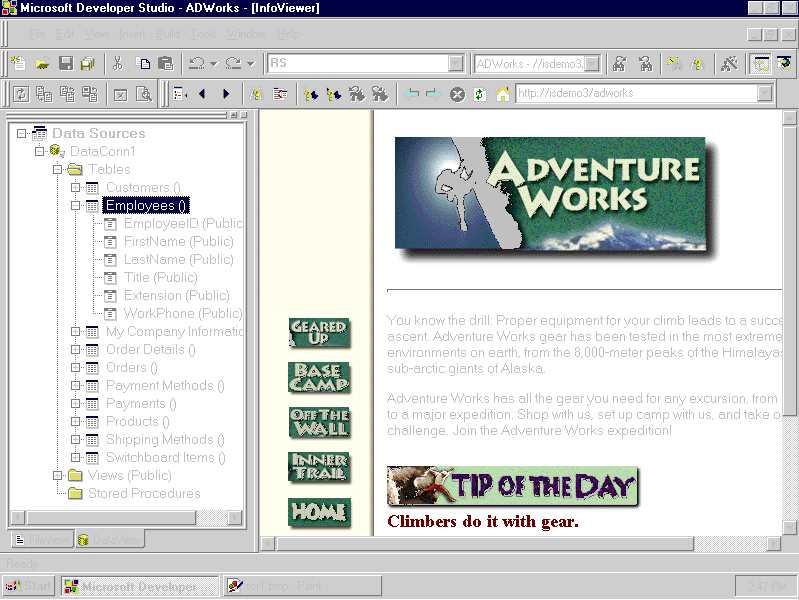 Microsoft Developer Studio - ADWorks - [InfoViewer]
File Edit View Insert Build Tools Window Help
RS
ADWorks - //isdemo3.
http://isdemo3/adworks
Data Sources
DataConn1
Tables
Customers ()
Employees ()
EmployeeID (Public
FirstName (Public)
LastName (Public)
Title (Public)
Extension (Public)
WorkPhone (Public)
My Company Informatic
Order Details ()
Orders ()
Payment Methods ()
Payments ()
Products ()
Shipping Methods ()
Switchboard Items ()
Views (Public)
Stored Procedures
FileView
DataView
GEARED UP
BASE CAMP
OFF THE WALL
INNER TRAIL
HOME
ADVENTURE
WORKS
You know the drill: Proper equipment for your climb leads to a succe
ascent. Adventure Works gear has been tested in the most extreme
environments on earth, from the 8,000-meter peaks of the Himalayas
sub-arctic giants of Alaska.
Adventure Works has all the gear you need for any excursion, from
to a major expedition. Shop with us, set up camp with us, and take o
challenge. Join the Adventure Works expedition!
TIP OF THE DAY
Climbers do it with gear.
Ready
Start
Microsoft Developer ...
sci1.bmp - Paint
2:47 PM